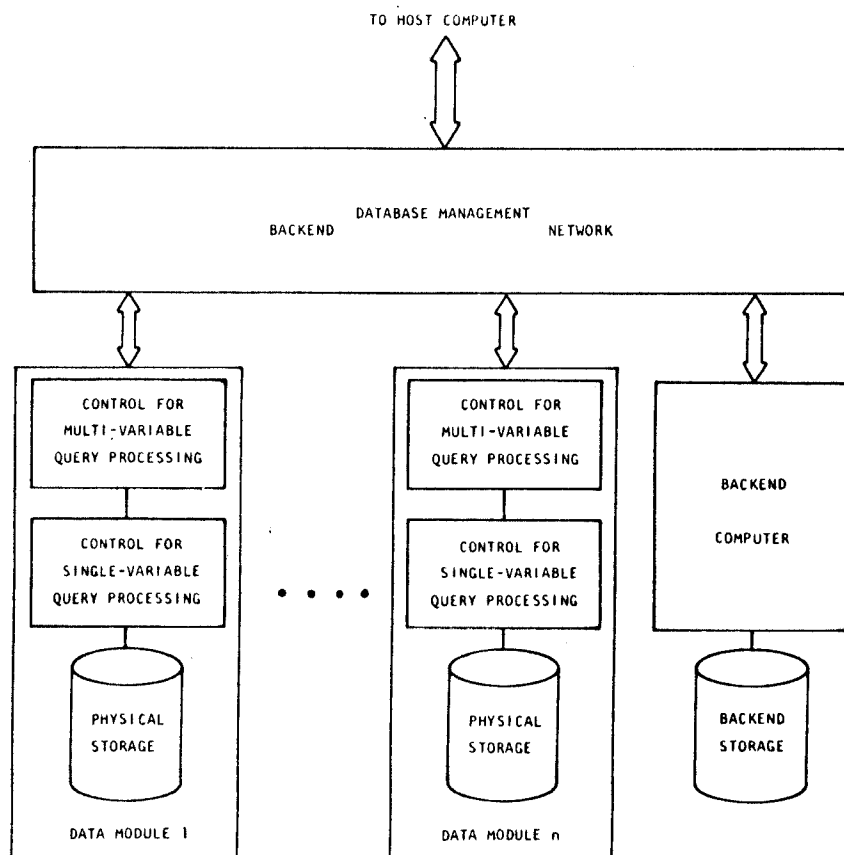 TO HOST COMPUTER
DATABASE MANAGEMENT
BACKEND NETWORK
CONTROL FOR
MULTI-VARIABLE
QUERY PROCESSING
CONTROL FOR
SINGLE-VARIABLE
QUERY PROCESSING
PHYSICAL
STORAGE
DATA MODULE 1
CONTROL FOR
MULTI-VARIABLE
QUERY PROCESSING
CONTROL FOR
SINGLE-VARIABLE
QUERY PROCESSING
PHYSICAL
STORAGE
DATA MODULE n
BACKEND
COMPUTER
BACKEND
STORAGE